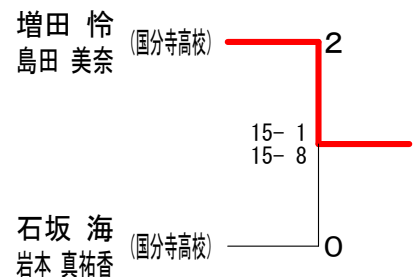 増田 怜
島田 美奈
(国分寺高校)
2
15- 1
15- 8
石坂 海
岩本 真祐香
(国分寺高校)
0